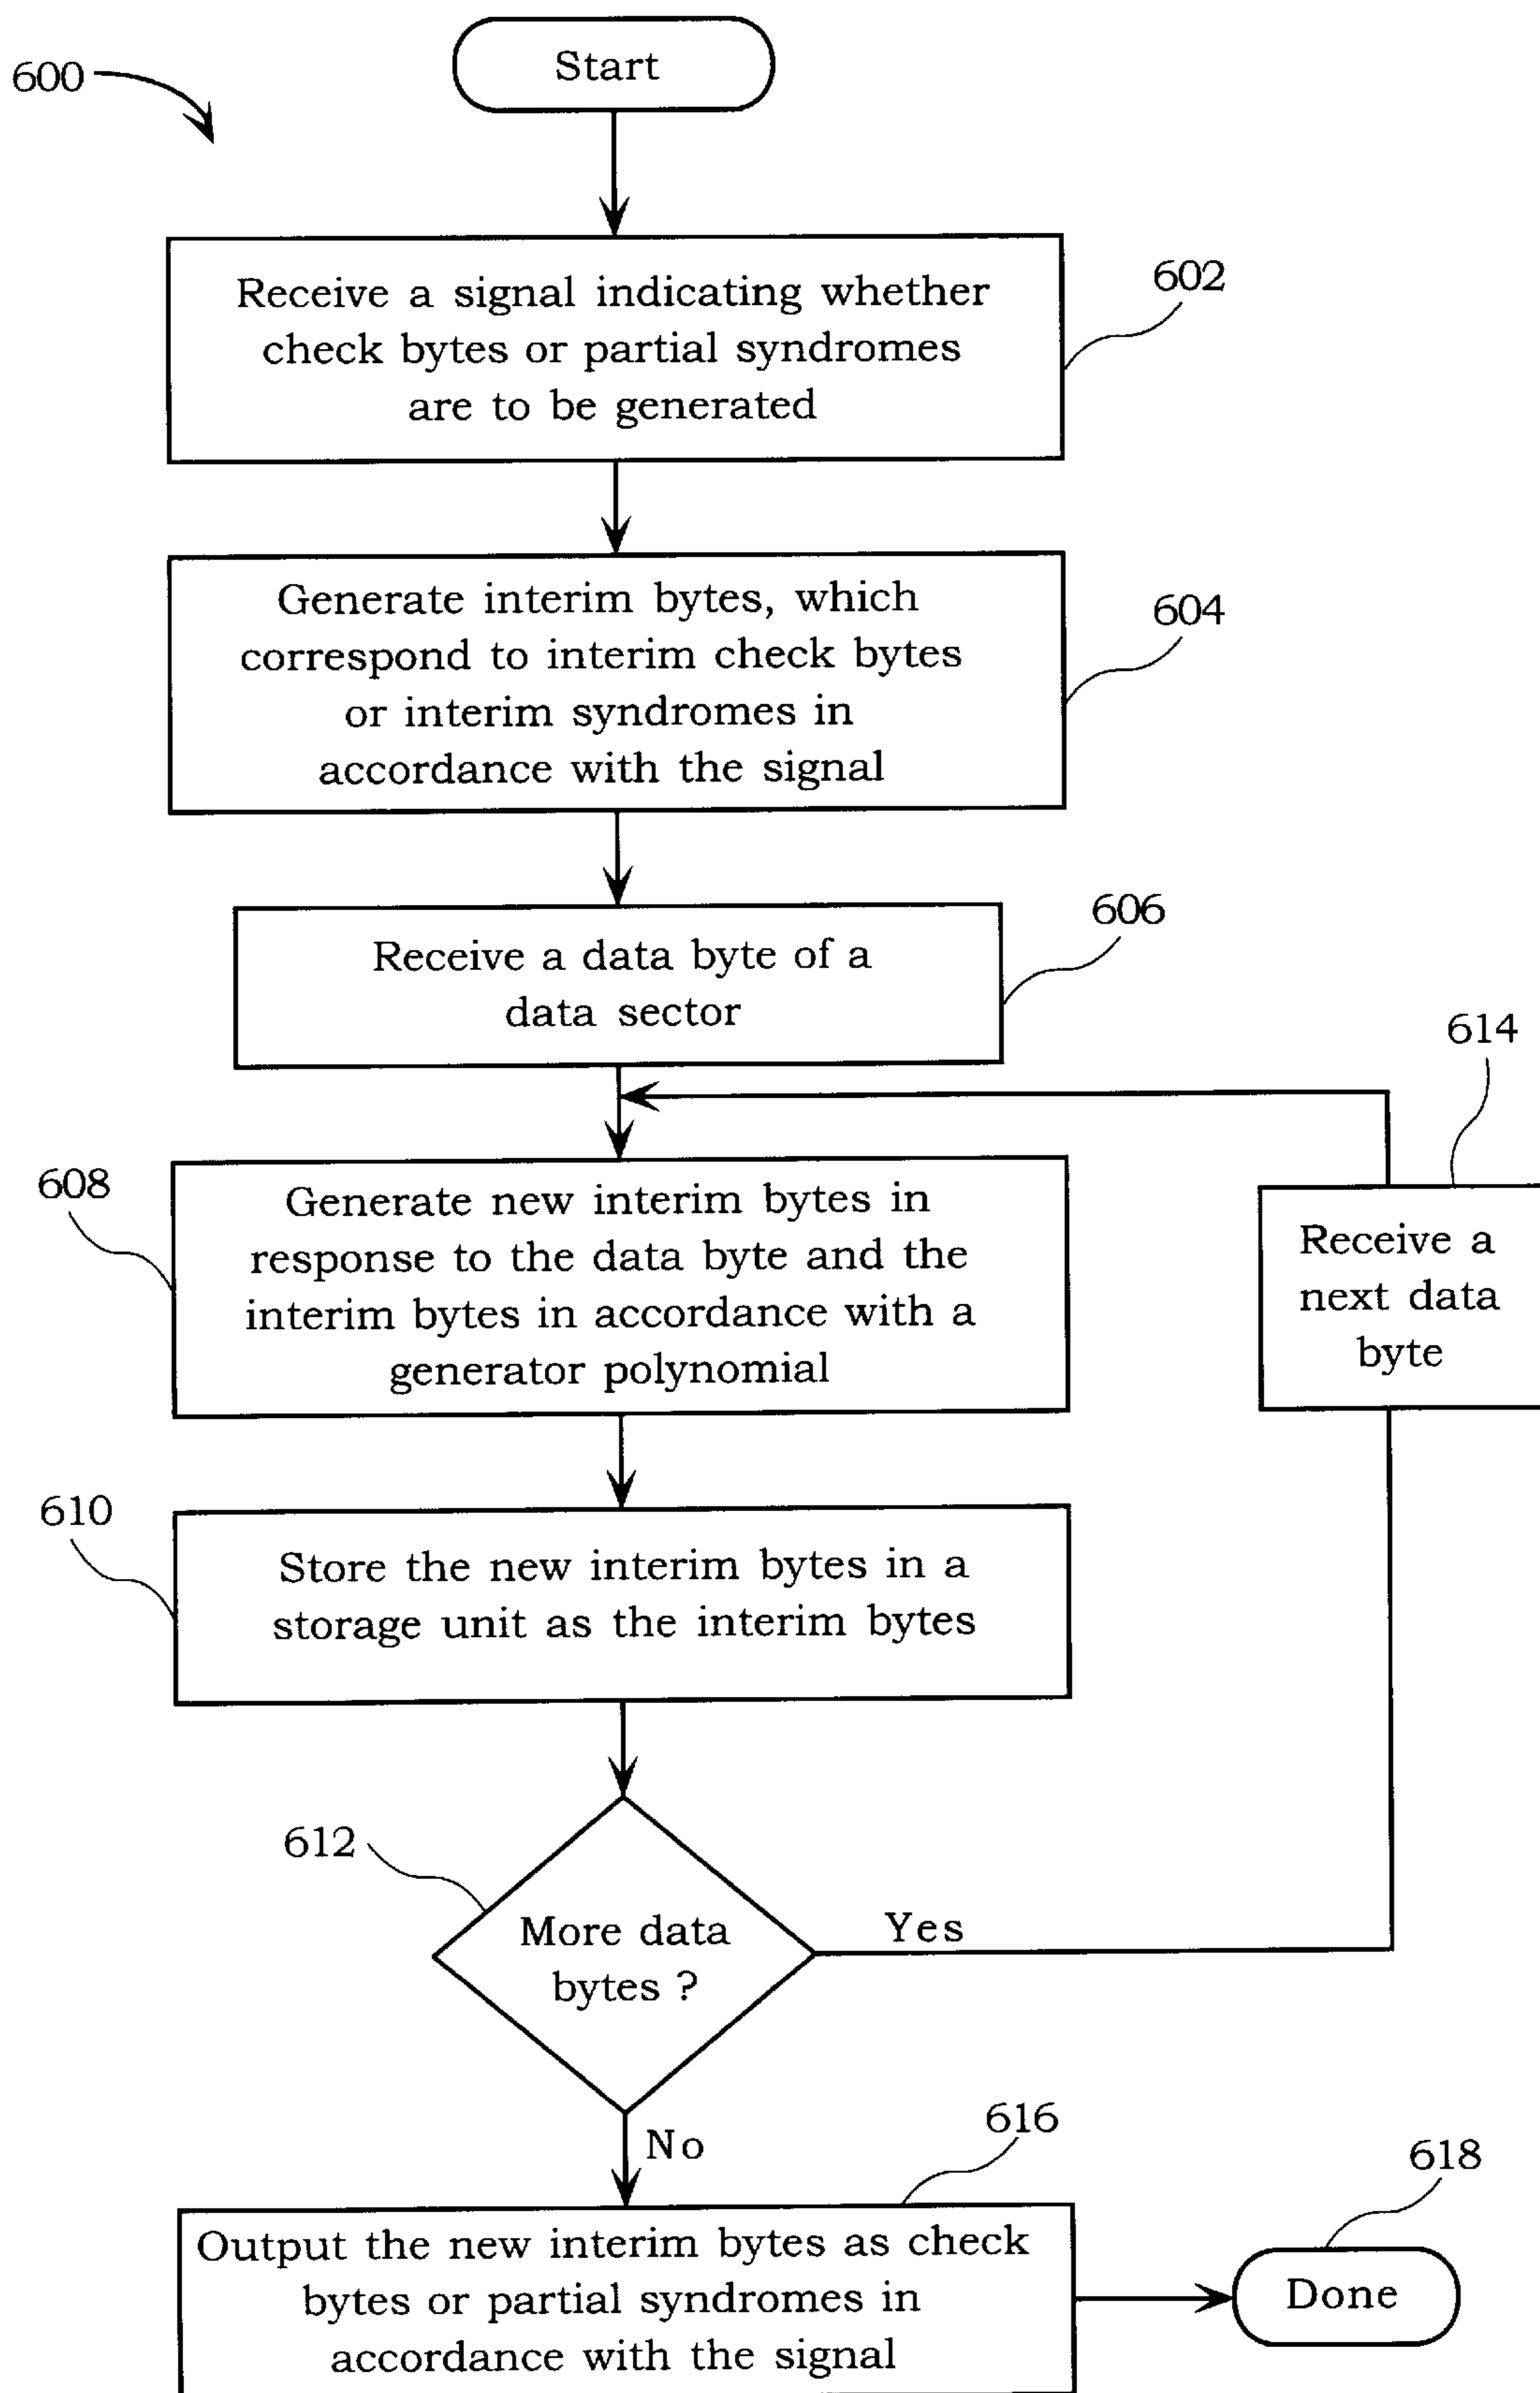 600
Start
602
Receive a signal indicating whether
check bytes or partial syndromes
are to be generated
604
Generate interim bytes, which
correspond to interim check bytes
or interim syndromes in
accordance with the signal
606
Receive a data byte of a
data sector
614
Receive a
next data
byte
608
Generate new interim bytes in
response to the data byte and the
interim bytes in accordance with a
generator polynomial
610
Store the new interim bytes in a
storage unit as the interim bytes
612
More data
bytes ?
Yes
No
616
Output the new interim bytes as check
bytes or partial syndromes in
accordance with the signal
618
Done